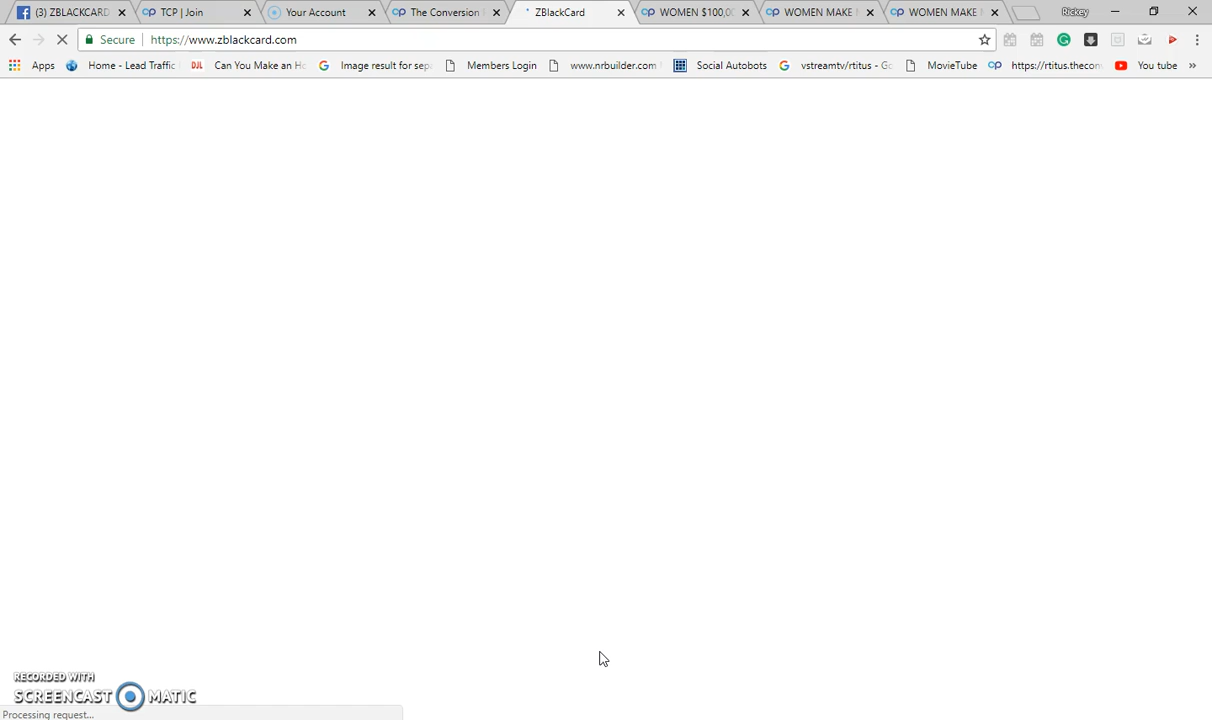 (3) ZBLACKCARD TCP | Join Your Account The Conversion ZBlackCard WOMEN $100,0 WOMEN MAKE WOMEN MAKE Rickey
Secure https://www.zblackcard.com
Apps Home - Lead Traffic Can You Make an Ho Image result for sep Members Login www.nrbuilder.com Social Autobots vstreamtv/rtitus - Go MovieTube https://rtitus.thecon You tube »
RECORDED WITH
SCREENCAST MATIC
Processing request...